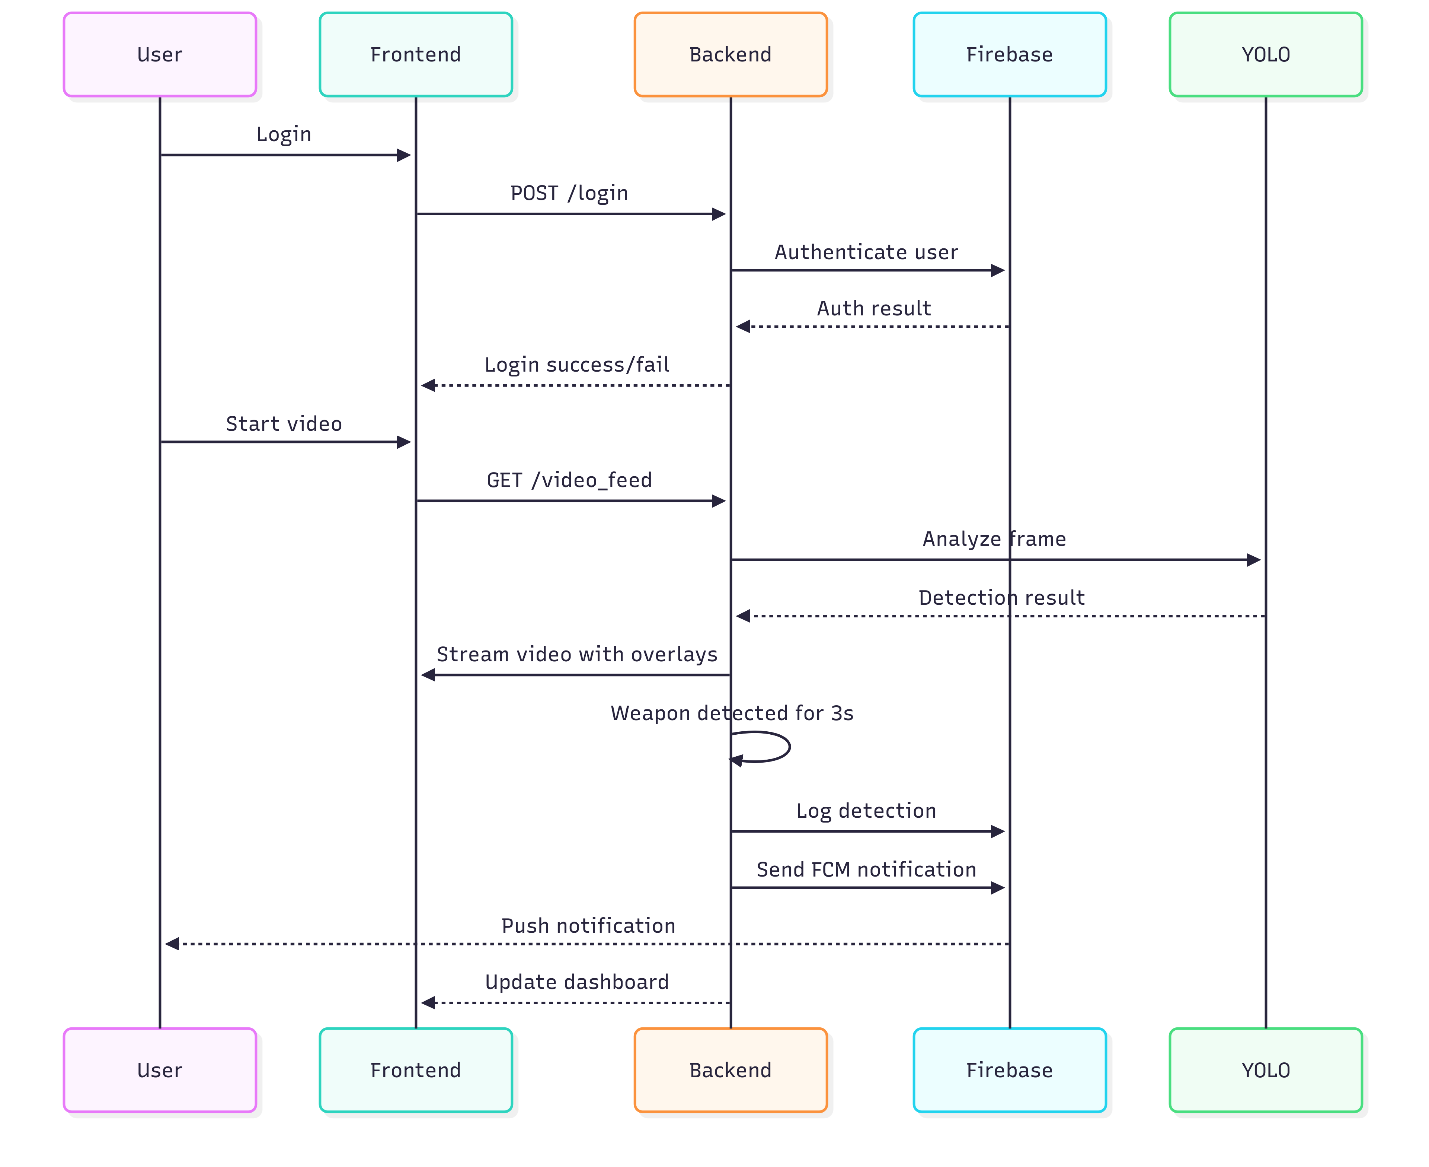 User
Frontend
Backend
Firebase
YOLO
Login
POST /login
Authenticate user
Auth result
Login success/fail
Start video
GET /video_feed
Analyze frame
Detection result
Stream video with overlays
Weapon detected for 3s
Log detection
Send FCM notification
Push notification
Update dashboard
User
Frontend
Backend
Firebase
YOLO